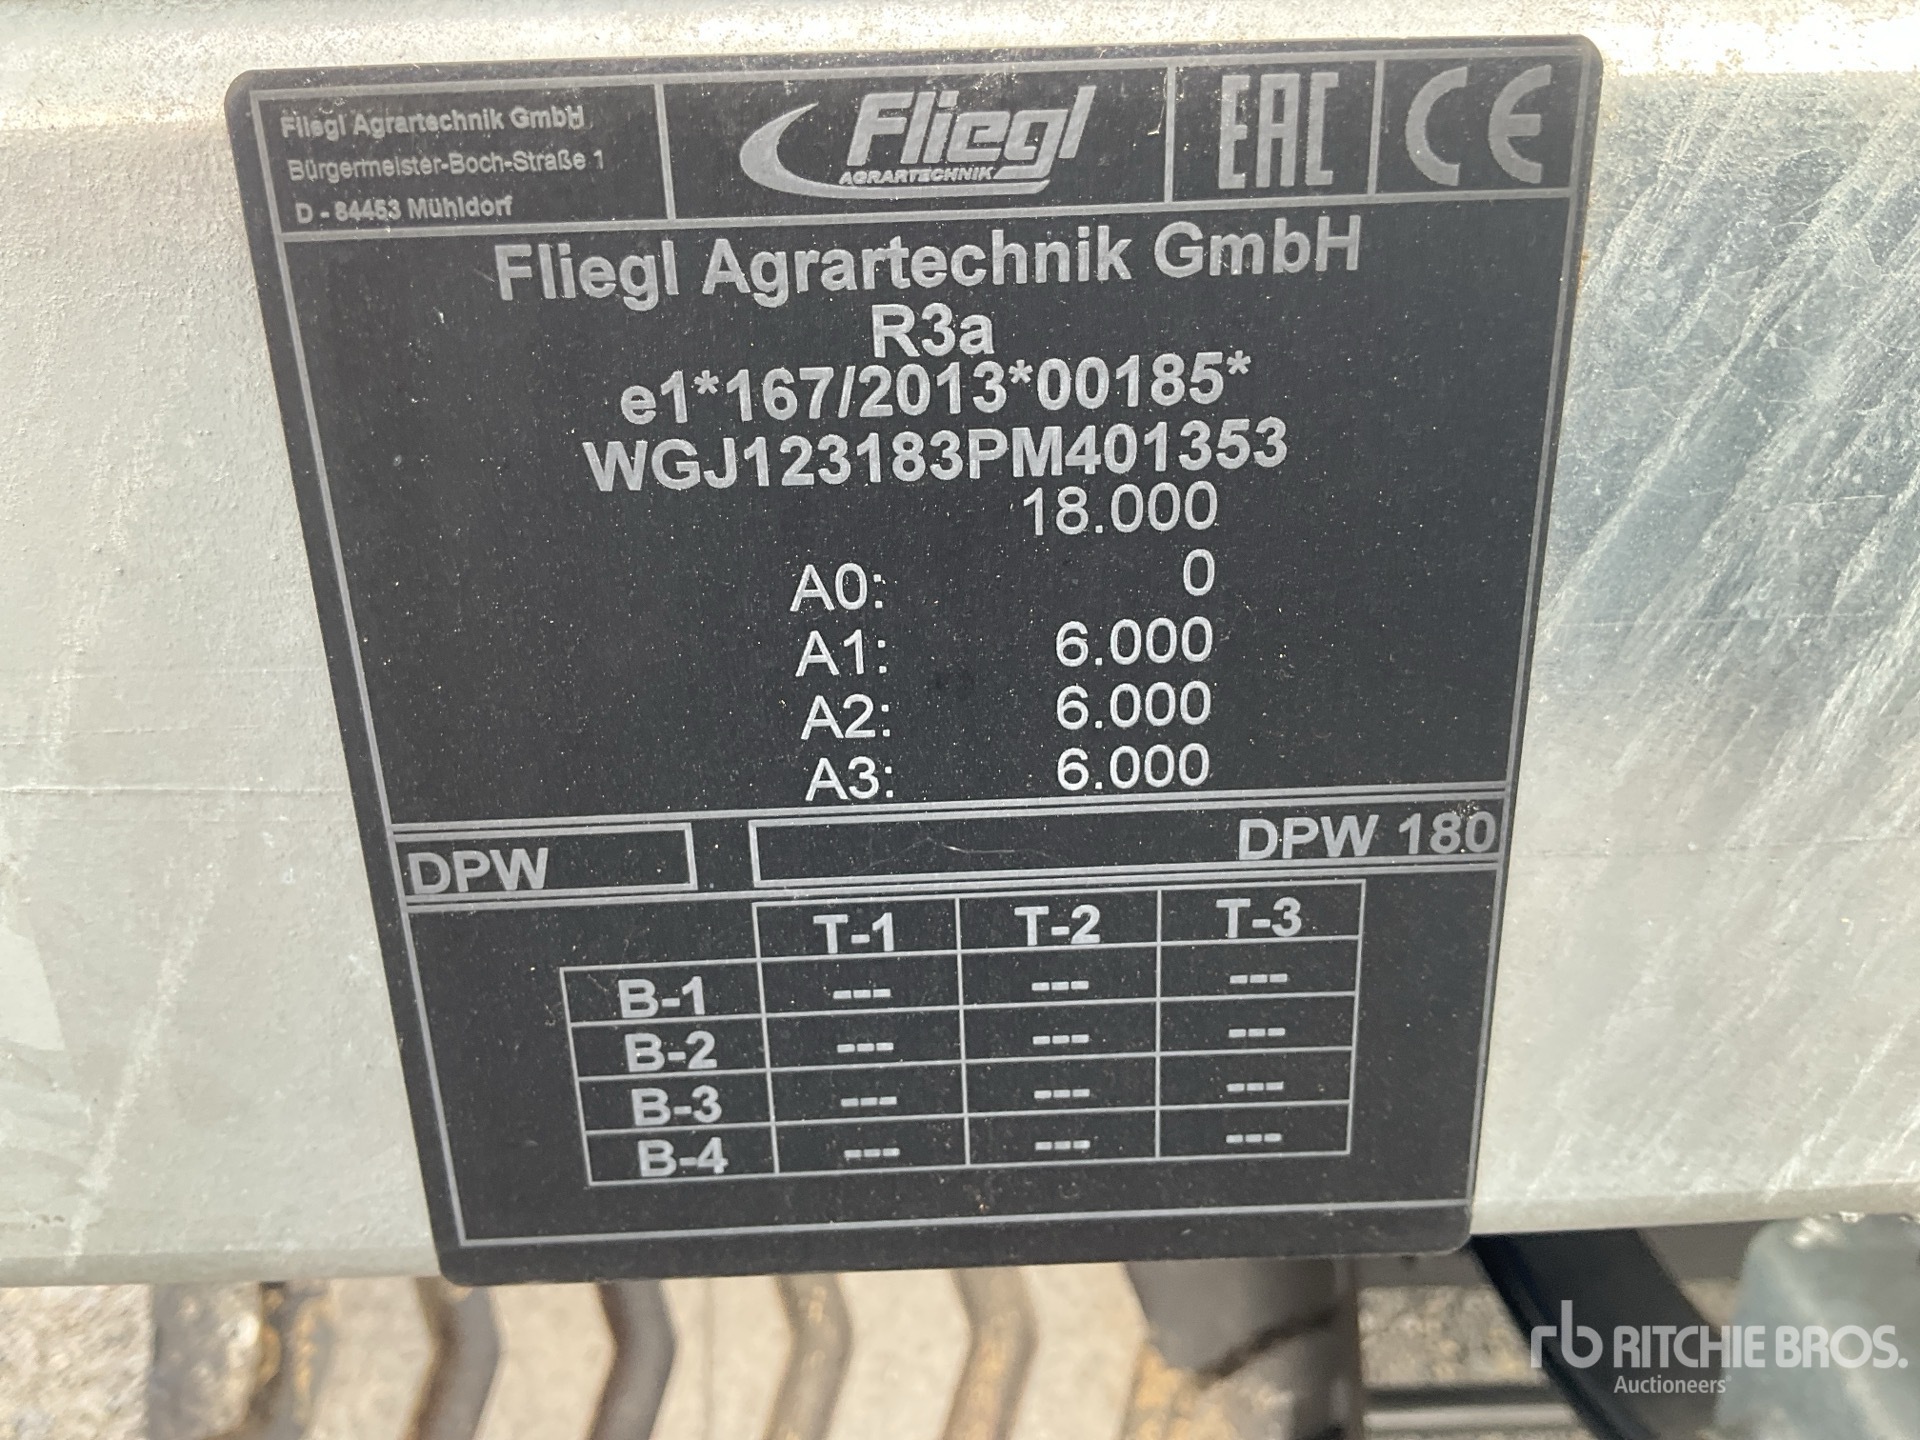 Fliegl Agrartechnik GmbH
Bürgermeister-Boch-Straße 1
D - 84453 Mühldorf
Fliegl
AGRARTECHNIK
EAC
CE
Fliegl Agrartechnik GmbH
R3a
e1*167/2013*00185*
WGJ123183PM401353
18.000
A0: 0
A1: 6.000
A2: 6.000
A3: 6.000
DPW DPW 180
T-1 T-2 T-3
B-1 --- --- ---
B-2 --- --- ---
B-3 --- --- ---
B-4 --- --- ---
rb RITCHIE BROS.
Auctioneers